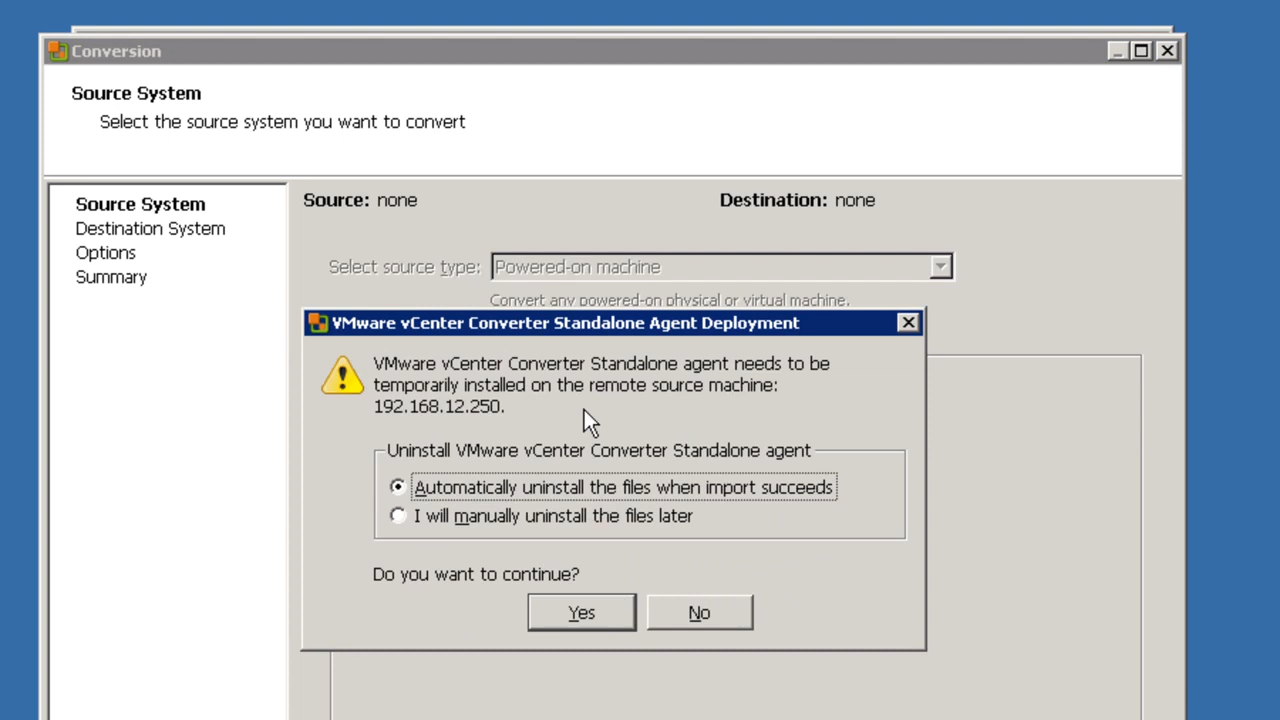 Conversion
Source System
Select the source system you want to convert
Source System
Destination System
Options
Summary
Source: none
Destination: none
Select source type:
Powered-on machine
Convert any powered-on physical or virtual machine.
VMware vCenter Converter Standalone Agent Deployment
VMware vCenter Converter Standalone agent needs to be
temporarily installed on the remote source machine:
192.168.12.250.
Uninstall VMware vCenter Converter Standalone agent
Automatically uninstall the files when import succeeds
I will manually uninstall the files later
Do you want to continue?
Yes
No